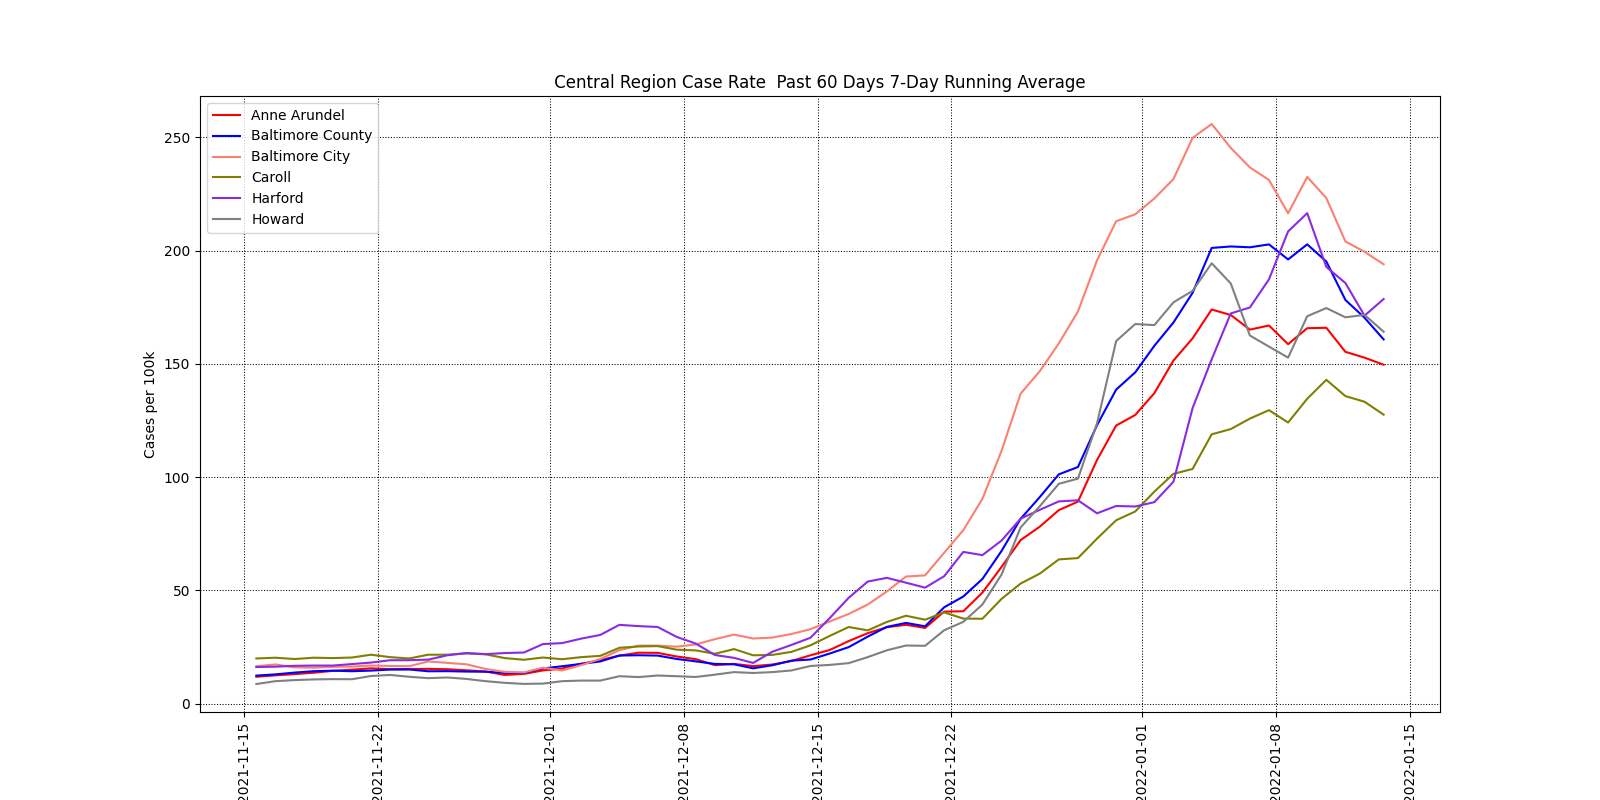 Central Region Case Rate  Past 60 Days 7-Day Running Average
Anne Arundel
Baltimore County
Baltimore City
Caroll
Harford
Howard
250
200
150
100
50
0
Cases per 100k
2021-11-15
2021-11-22
2021-12-01
2021-12-08
2021-12-15
2021-12-22
2022-01-01
2022-01-08
2022-01-15